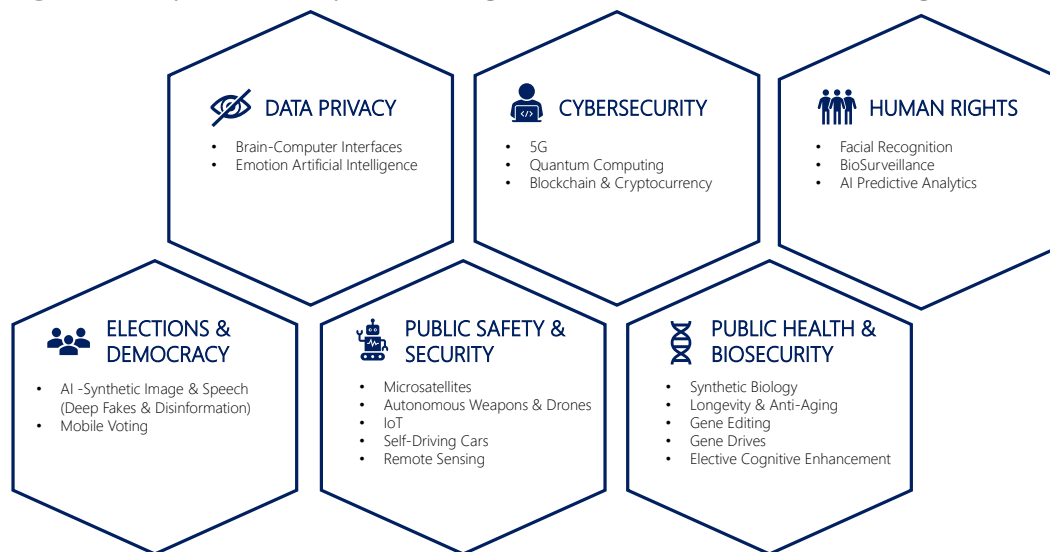 DATA PRIVACY
• Brain-Computer Interfaces
• Emotion Artificial Intelligence
CYBERSECURITY
• 5G
• Quantum Computing
• Blockchain & Cryptocurrency
HUMAN RIGHTS
• Facial Recognition
• BioSurveillance
• AI Predictive Analytics
ELECTIONS &
DEMOCRACY
• AI -Synthetic Image & Speech
(Deep Fakes & Disinformation)
• Mobile Voting
PUBLIC SAFETY &
SECURITY
• Microsatellites
• Autonomous Weapons & Drones
• IoT
• Self-Driving Cars
• Remote Sensing
PUBLIC HEALTH &
BIOSECURITY
• Synthetic Biology
• Longevity & Anti-Aging
• Gene Editing
• Gene Drives
• Elective Cognitive Enhancement